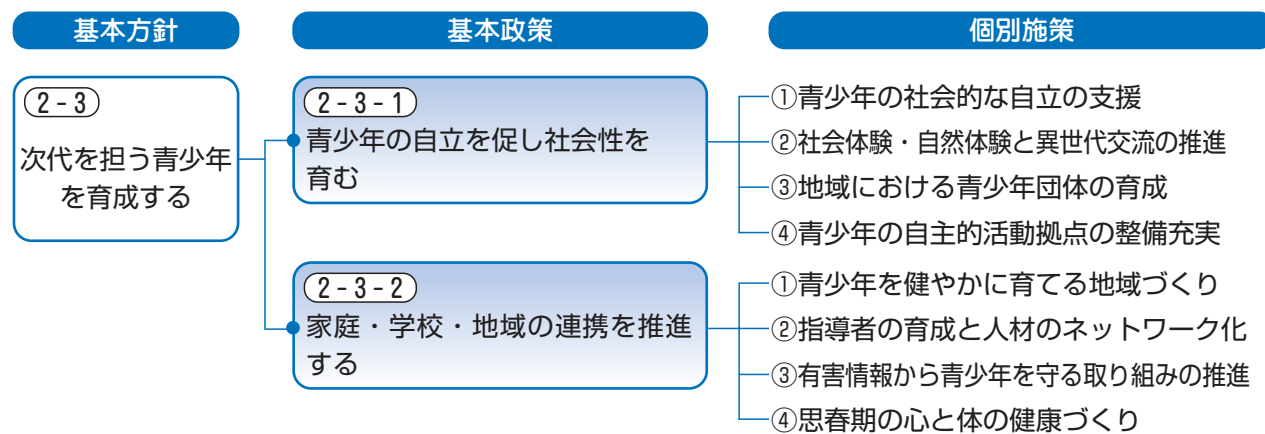 基本方針
基本政策
個別施策
2-3
次代を担う青少年
を育成する
2-3-1
青少年の自立を促し社会性を
育む
①青少年の社会的な自立の支援
②社会体験・自然体験と異世代交流の推進
③地域における青少年団体の育成
④青少年の自主的活動拠点の整備充実
2-3-2
家庭・学校・地域の連携を推進
する
①青少年を健やかに育てる地域づくり
②指導者の育成と人材のネットワーク化
③有害情報から青少年を守る取り組みの推進
④思春期の心と体の健康づくり